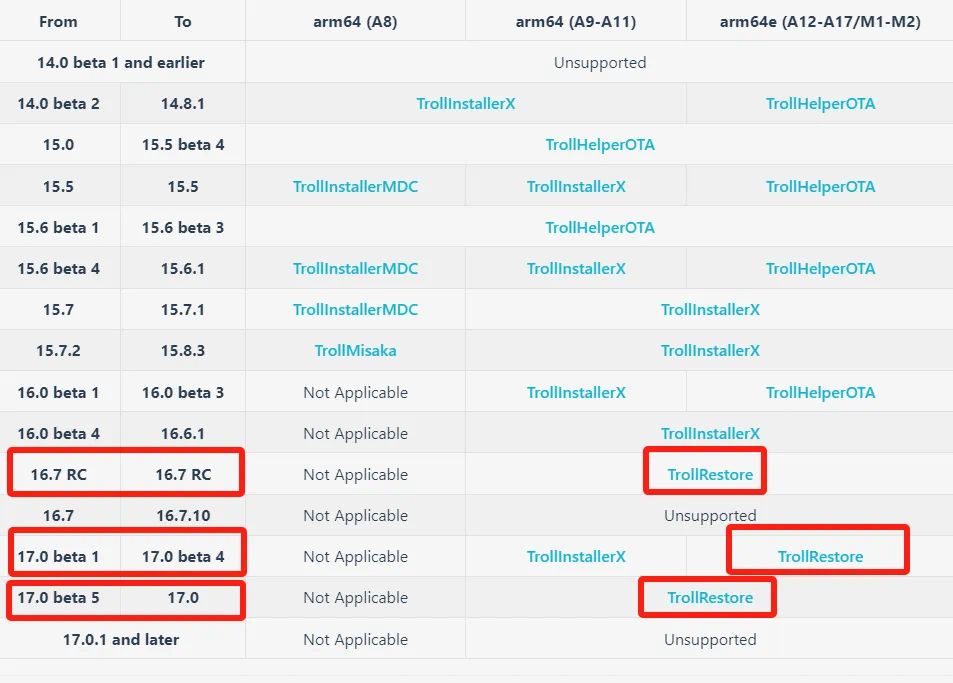 From To arm64 (A8) arm64 (A9-A11) arm64e (A12-A17/M1-M2)
14.0 beta 1 and earlier Unsupported
14.0 beta 2 14.8.1 TrollInstallerX TrollHelperOTA
15.0 15.5 beta 4 TrollHelperOTA
15.5 15.5 TrollInstallerMDC TrollInstallerX TrollHelperOTA
15.6 beta 1 15.6 beta 3 TrollHelperOTA
15.6 beta 4 15.6.1 TrollInstallerMDC TrollInstallerX TrollHelperOTA
15.7 15.7.1 TrollInstallerMDC TrollInstallerX
15.7.2 15.8.3 TrollMisaka TrollInstallerX
16.0 beta 1 16.0 beta 3 Not Applicable TrollInstallerX TrollHelperOTA
16.0 beta 4 16.6.1 Not Applicable TrollInstallerX
16.7 RC 16.7 RC Not Applicable TrollRestore
16.7 16.7.10 Not Applicable Unsupported
17.0 beta 1 17.0 beta 4 Not Applicable TrollInstallerX TrollRestore
17.0 beta 5 17.0 Not Applicable TrollRestore
17.0.1 and later Not Applicable Unsupported